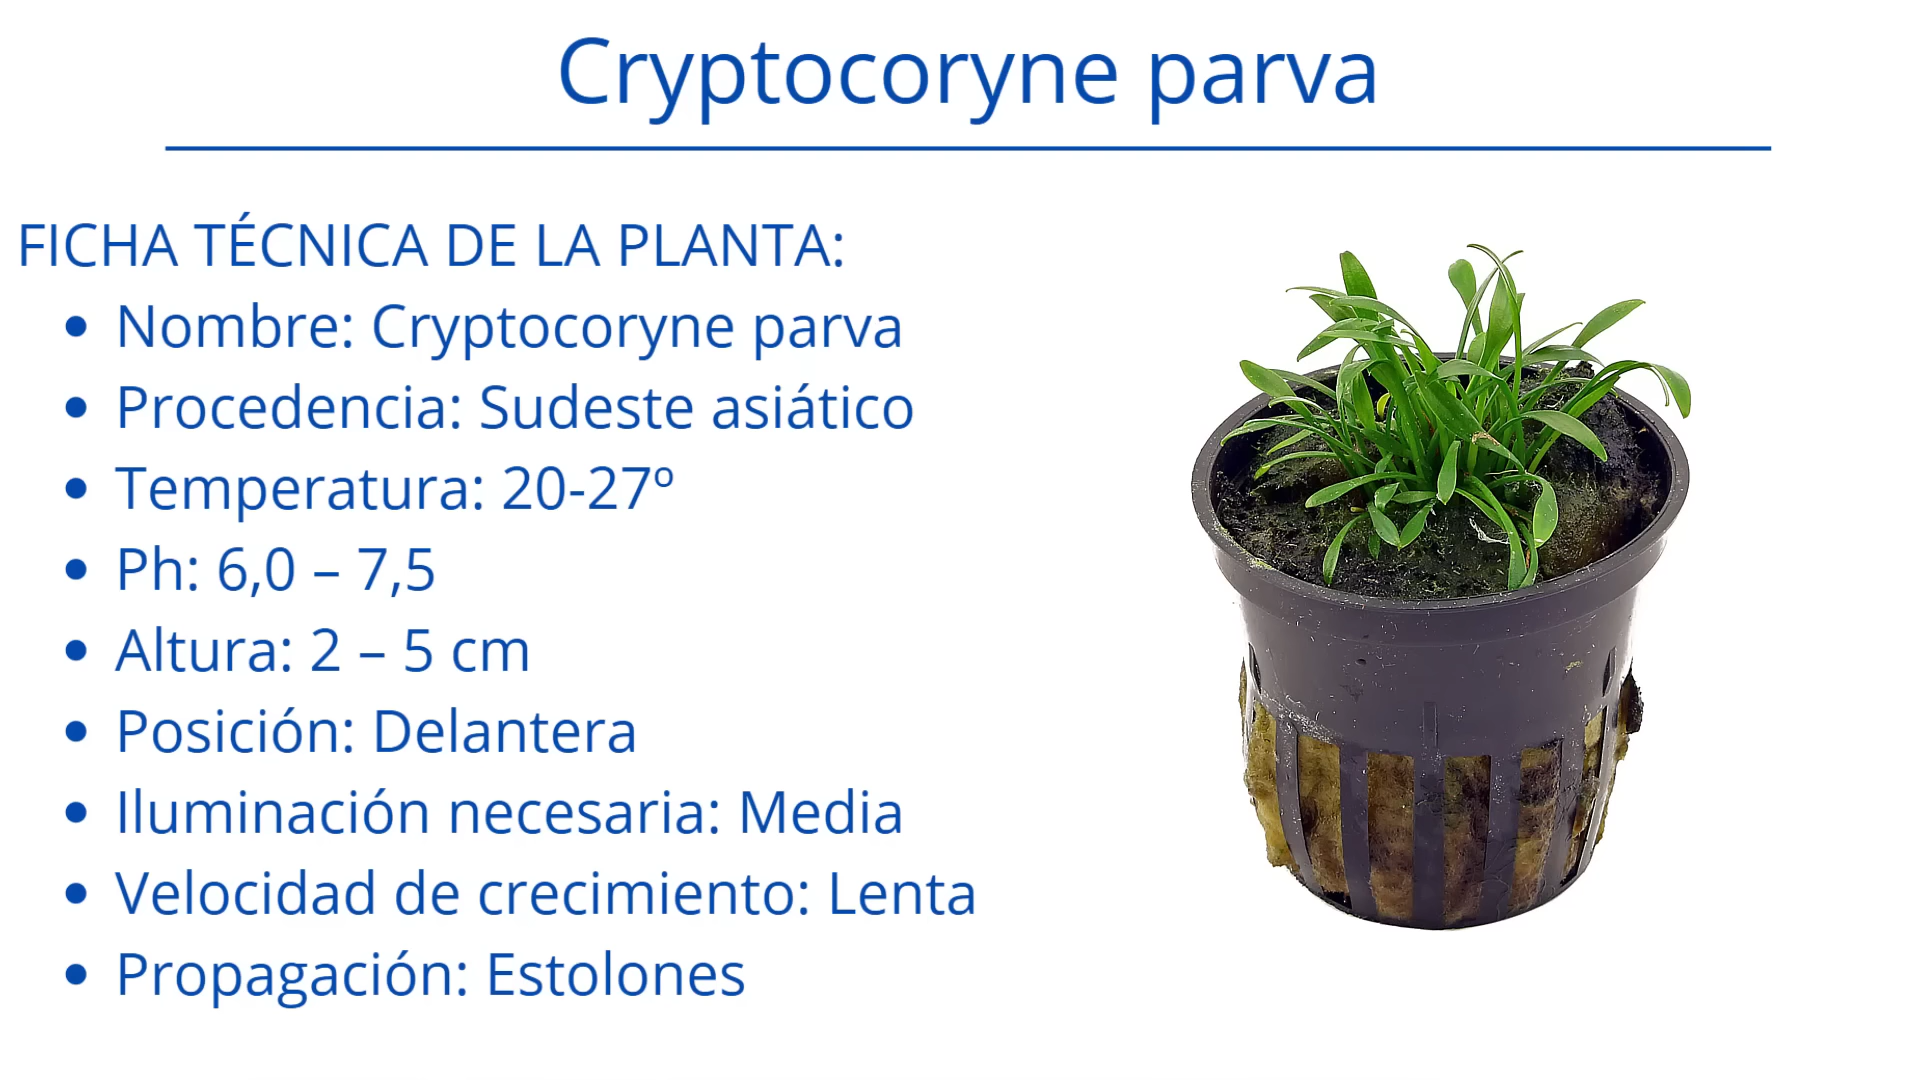 Cryptocoryne parva
FICHA TÉCNICA DE LA PLANTA:
• Nombre: Cryptocoryne parva
• Procedencia: Sudeste asiático
• Temperatura: 20-27º
• Ph: 6,0 – 7,5
• Altura: 2 – 5 cm
• Posición: Delantera
• Iluminación necesaria: Media
• Velocidad de crecimiento: Lenta
• Propagación: Estolones